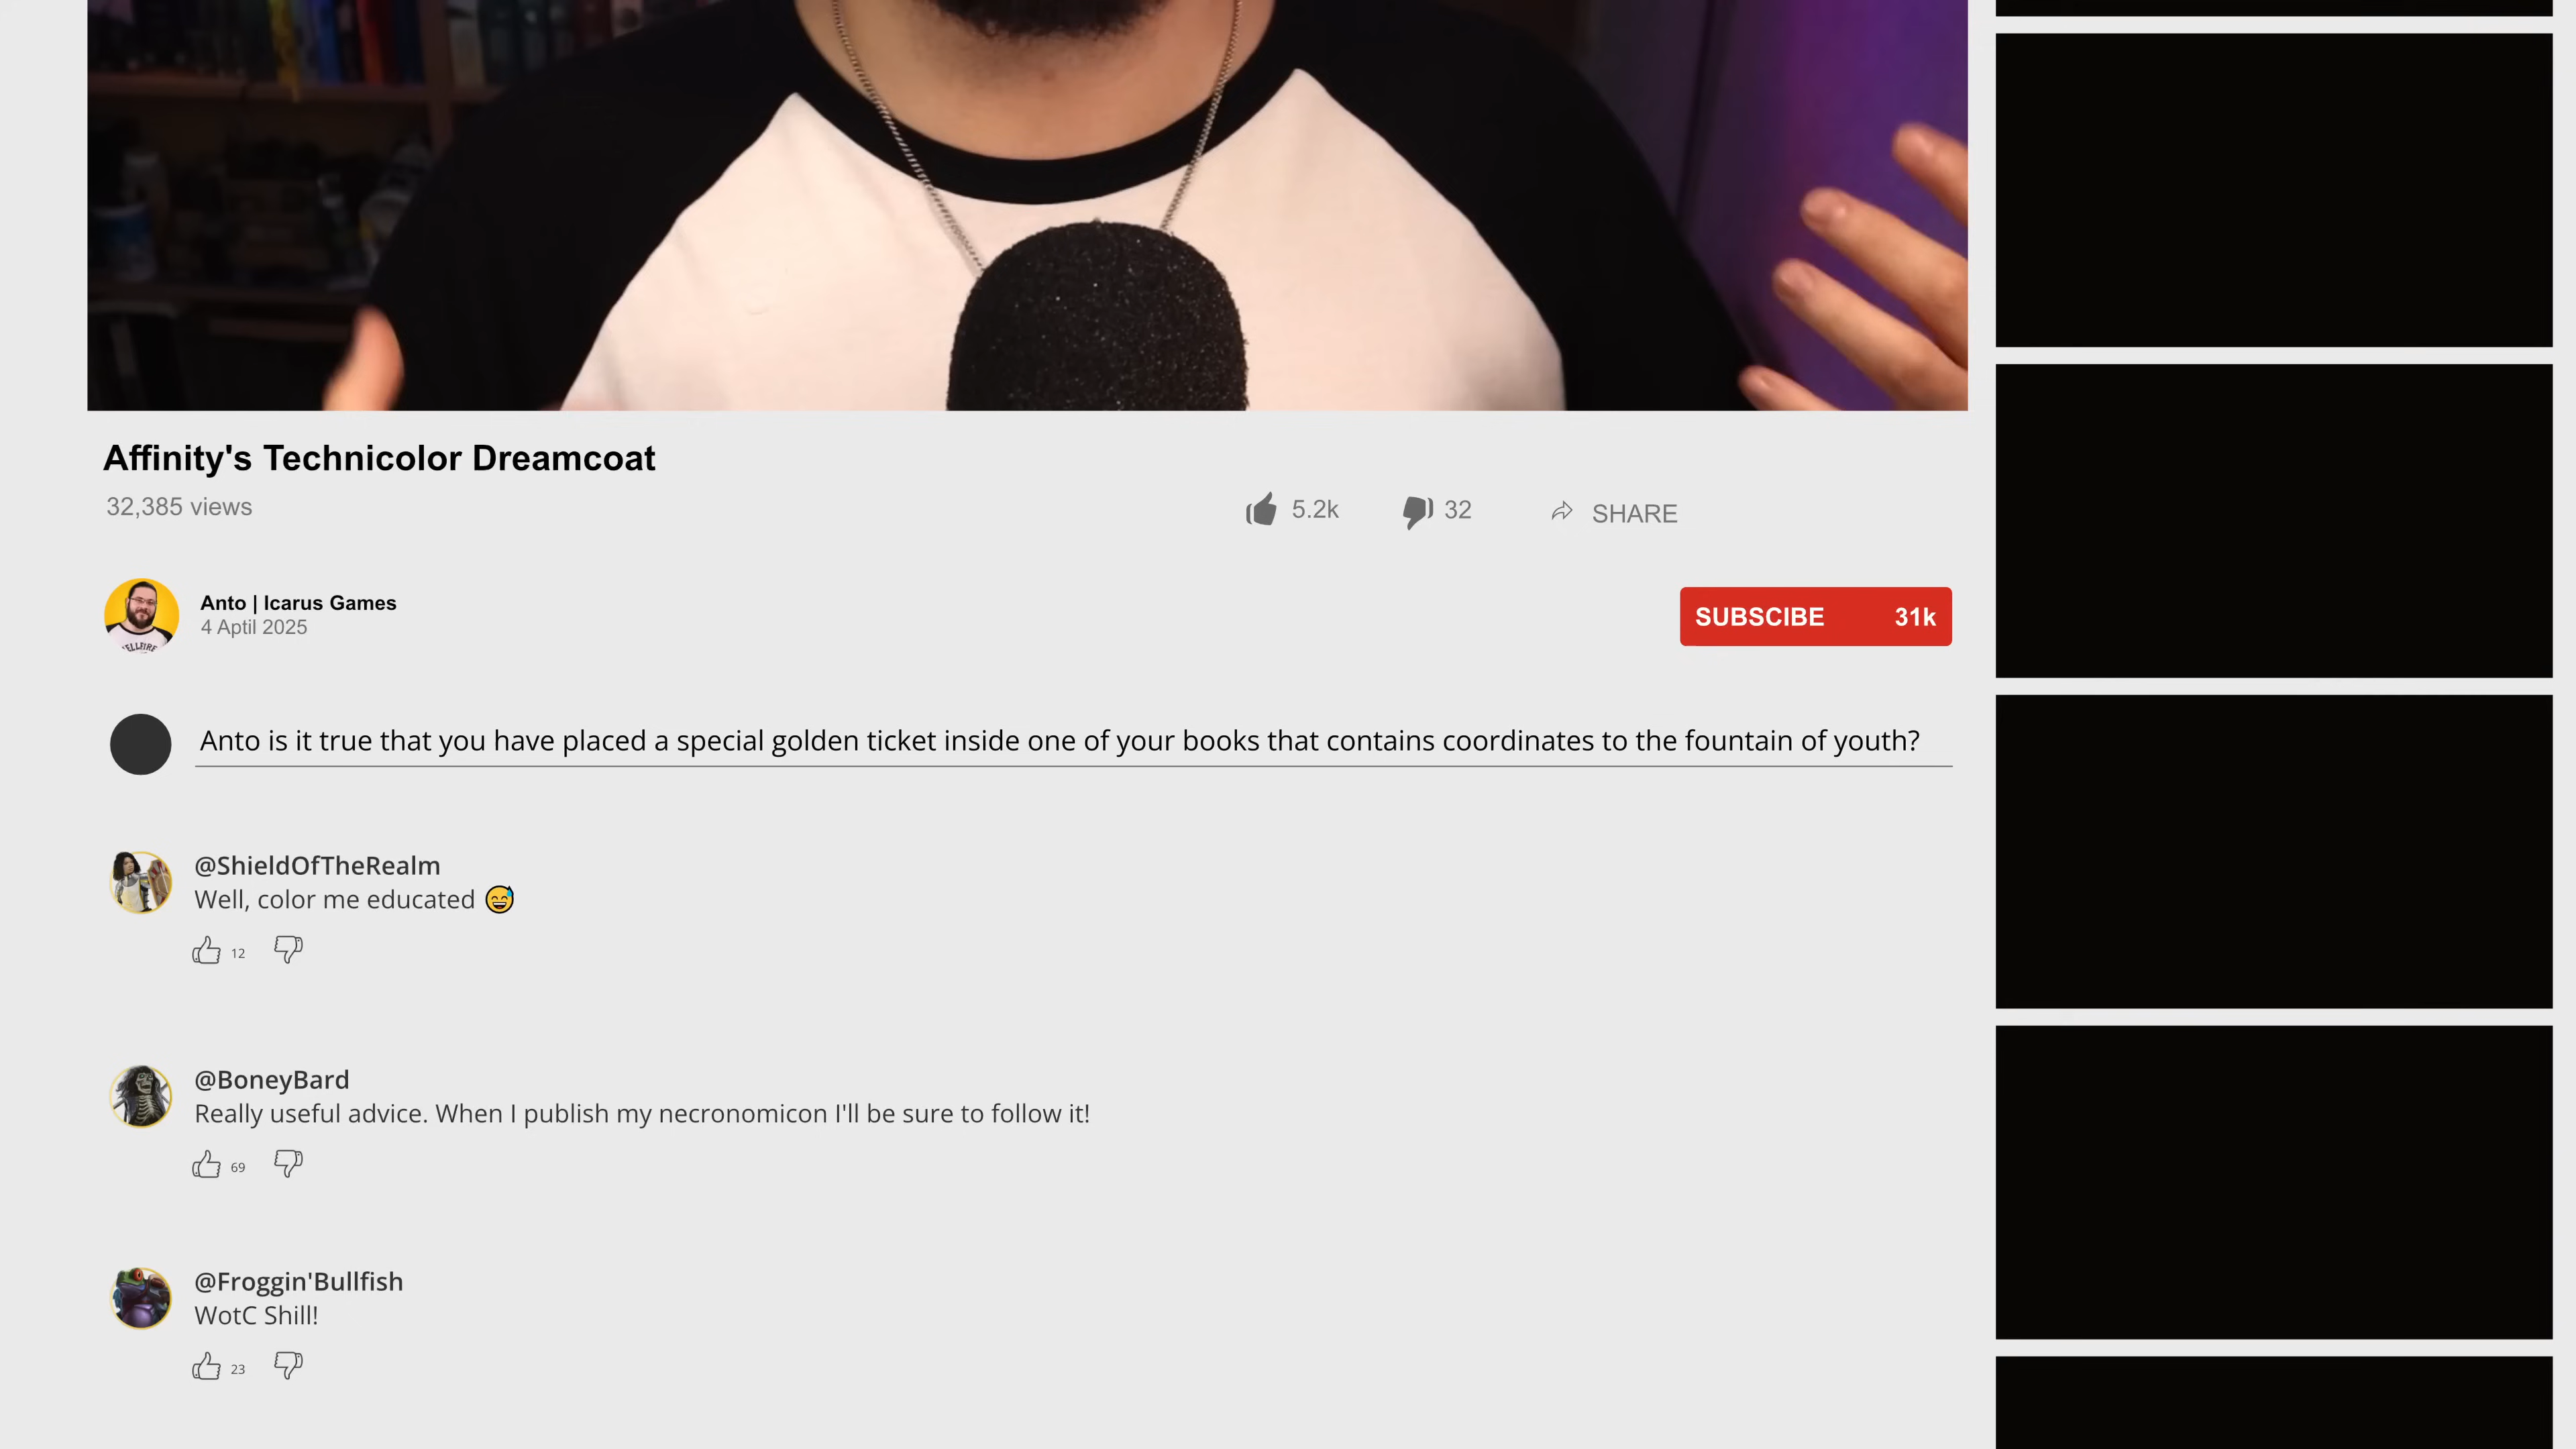 Affinity's Technicolor Dreamcoat
32,385 views
5.2k
32
SHARE
Anto | Icarus Games
4 Aptil 2025
SUBSCIBE 31k
Anto is it true that you have placed a special golden ticket inside one of your books that contains coordinates to the fountain of youth?
@ShieldOfTheRealm
Well, color me educated 😅
12
@BoneyBard
Really useful advice. When I publish my necronomicon I'll be sure to follow it!
69
@Froggin'Bullfish
WotC Shill!
23